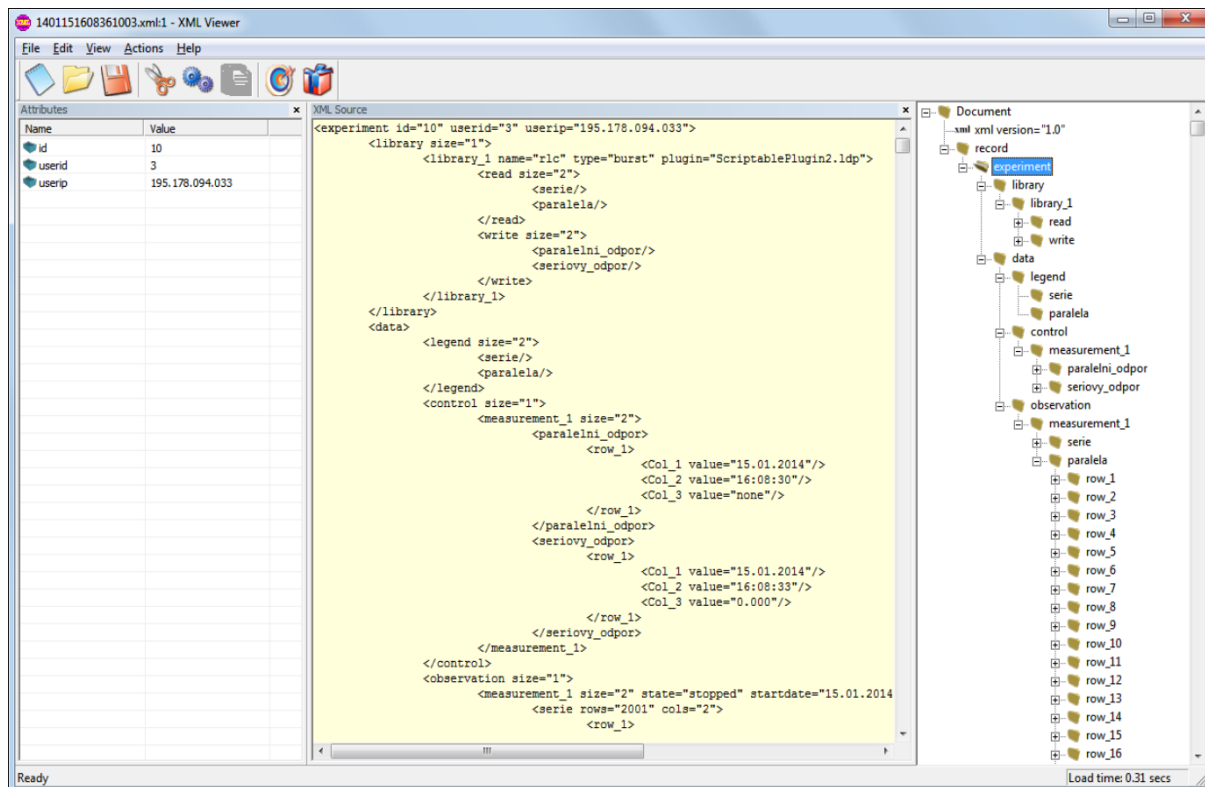 1401151608361003.xml:1 - XML Viewer
File Edit View Actions Help
Attributes
Name Value
id 10
userid 3
userip 195.178.094.033
XML Source
<experiment id="10" userid="3" userip="195.178.094.033">
<library size="1">
<library_1 name="rlc" type="burst" plugin="ScriptablePlugin2.ldp">
<read size="2">
<serie/>
<paralela/>
</read>
<write size="2">
<paralelni_odpor/>
<seriovy_odpor/>
</write>
</library_1>
</library>
<data>
<legend size="2">
<serie/>
<paralela/>
</legend>
<control size="1">
<measurement_1 size="2">
<paralelni_odpor>
<row_1>
<Col_1 value="15.01.2014"/>
<Col_2 value="16:08:30"/>
<Col_3 value="none"/>
</row_1>
</paralelni_odpor>
<seriovy_odpor>
<row_1>
<Col_1 value="15.01.2014"/>
<Col_2 value="16:08:33"/>
<Col_3 value="0.000"/>
</row_1>
</seriovy_odpor>
</measurement_1>
</control>
<observation size="1">
<measurement_1 size="2" state="stopped" startdate="15.01.2014
<serie rows="2001" cols="2">
<row_1>
Document
xml xml version="1.0"
record
experiment
library
library_1
read
write
data
legend
serie
paralela
control
measurement_1
paralelni_odpor
seriovy_odpor
observation
measurement_1
serie
paralela
row_1
row_2
row_3
row_4
row_5
row_6
row_7
row_8
row_9
row_10
row_11
row_12
row_13
row_14
row_15
row_16
Ready
Load time: 0.31 secs